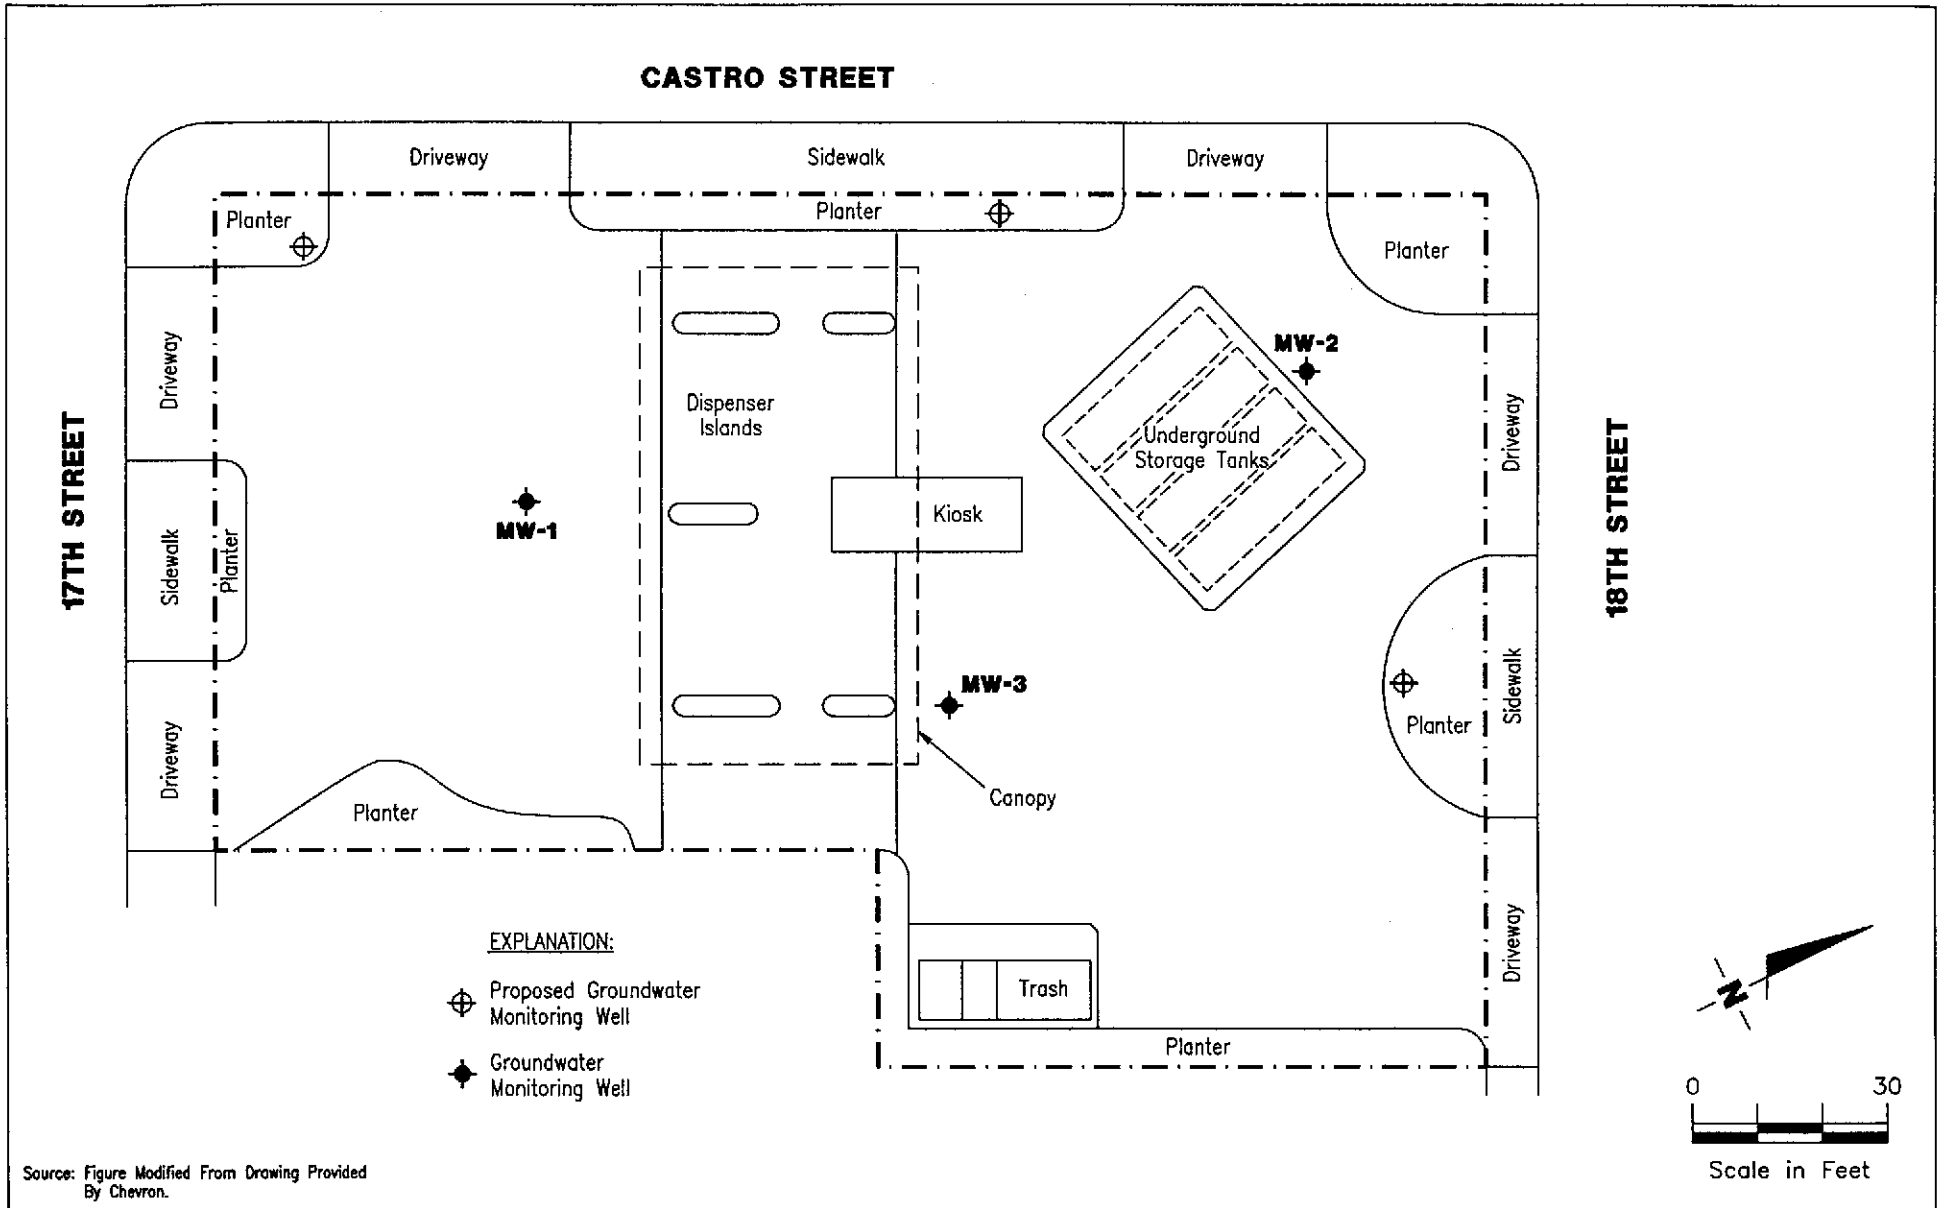 CASTRO STREET
Driveway
Sidewalk
Driveway
Planter
Planter
Planter
Driveway
MW-2
Dispenser
Islands
Driveway
Underground
Storage Tanks
17TH STREET
18TH STREET
MW-1
Kiosk
Sidewalk
Planter
MW-3
Sidewalk
Planter
Driveway
Canopy
Planter
Driveway
EXPLANATION:
Proposed Groundwater
Monitoring Well
Groundwater
Monitoring Well
Trash
Planter
N
0 30
Scale in Feet
Source: Figure Modified From Drawing Provided
By Chevron.